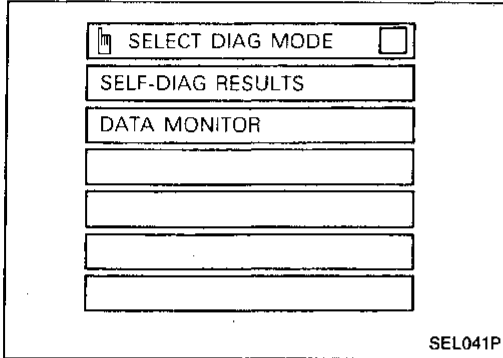 SELECT DIAG MODE
SELF-DIAG RESULTS
DATA MONITOR
SEL041P